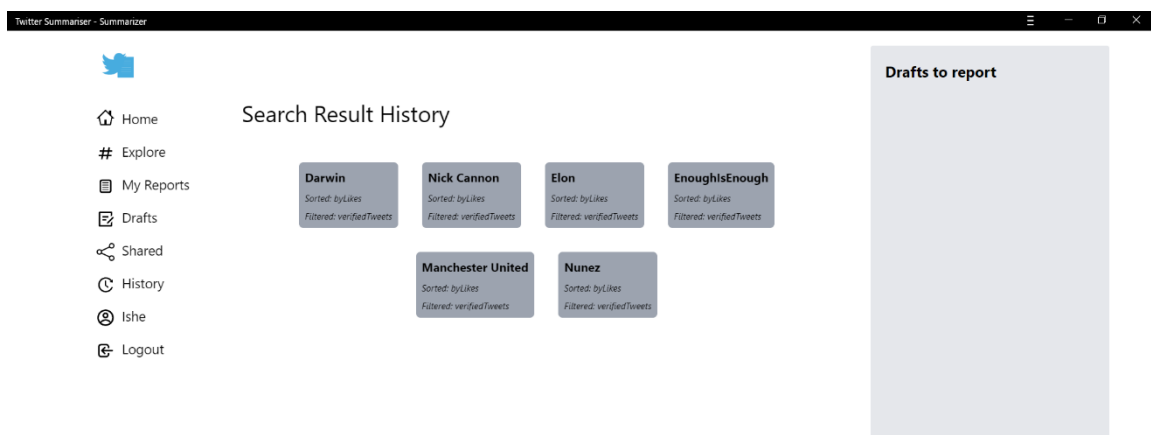 Twitter Summariser - Summarizer
Home
Explore
My Reports
Drafts
Shared
History
Ishe
Logout
Search Result History
Darwin
Sorted: byLikes
Filtered: verifiedTweets
Nick Cannon
Sorted: byLikes
Filtered: verifiedTweets
Elon
Sorted: byLikes
Filtered: verifiedTweets
EnoughIsEnough
Sorted: byLikes
Filtered: verifiedTweets
Manchester United
Sorted: byLikes
Filtered: verifiedTweets
Nunez
Sorted: byLikes
Filtered: verifiedTweets
Drafts to report